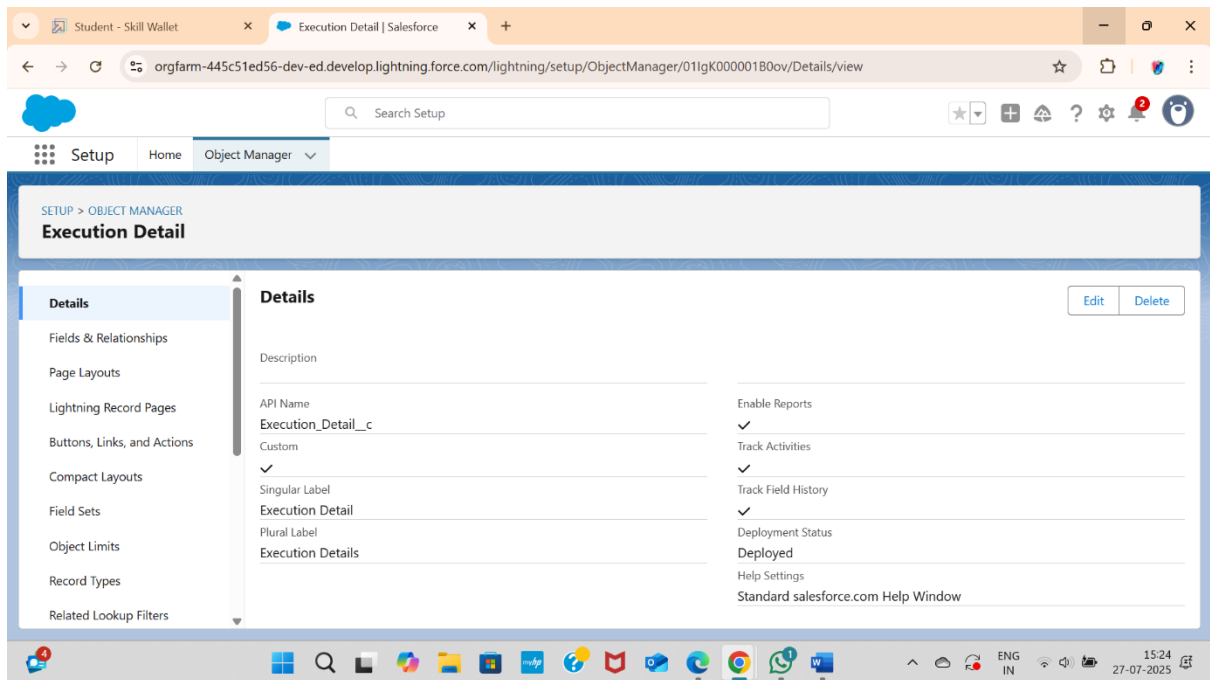 Student - Skill Wallet
Execution Detail | Salesforce
orgfarm-445c51ed56-dev-ed.develop.lightning.force.com/lightning/setup/ObjectManager/01IgK000001B0ov/Details/view
Search Setup
2
Setup
Home
Object Manager
SETUP > OBJECT MANAGER
Execution Detail
Details
Fields & Relationships
Page Layouts
Lightning Record Pages
Buttons, Links, and Actions
Compact Layouts
Field Sets
Object Limits
Record Types
Related Lookup Filters
Details
Edit
Delete
Description
API Name
Execution_Detail__c
Custom
Singular Label
Execution Detail
Plural Label
Execution Details
Enable Reports
Track Activities
Track Field History
Deployment Status
Deployed
Help Settings
Standard salesforce.com Help Window
4
myhp
1
ENG
IN
15:24
27-07-2025